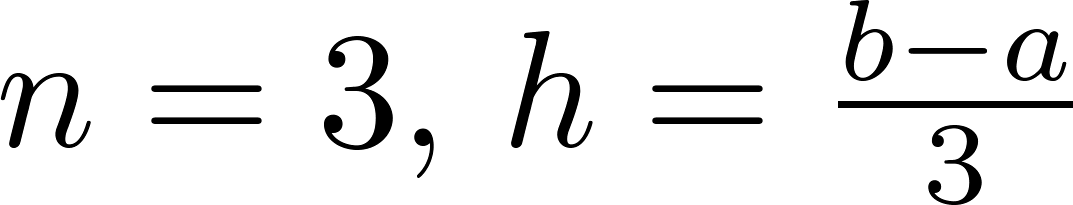 n = 3, h = \frac{b-a}{3}